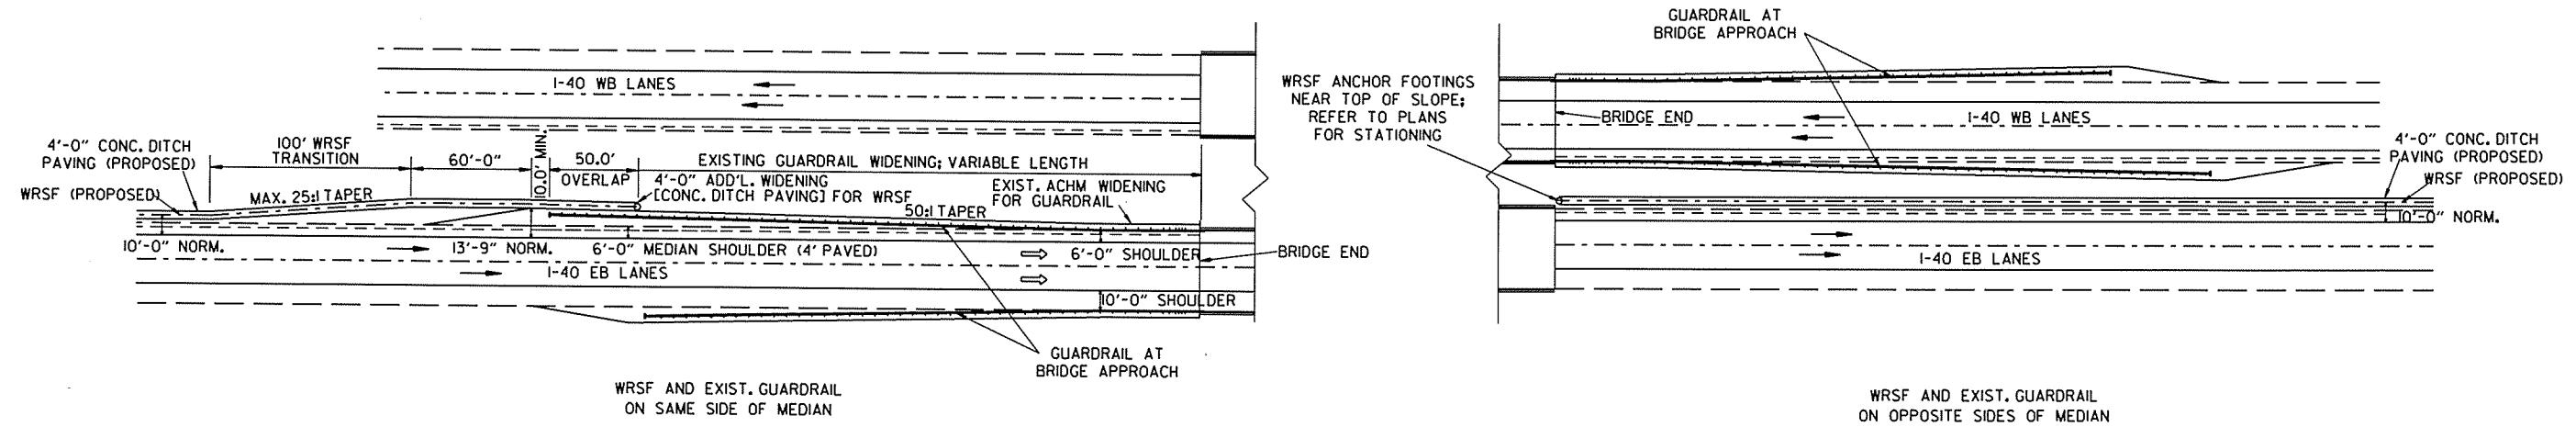 I-40 WB LANES
4'-0" CONC. DITCH
PAVING (PROPOSED)
100' WRSF
TRANSITION
60'-0"
10.0' MIN.
50.0'
OVERLAP
EXISTING GUARDRAIL WIDENING; VARIABLE LENGTH
WRSF (PROPOSED)
MAX. 25:1 TAPER
4'-0" ADD'L. WIDENING
[CONC. DITCH PAVING] FOR WRSF
EXIST. ACHM WIDENING
FOR GUARDRAIL
50:1 TAPER
10'-0" NORM.
13'-9" NORM.
6'-0" MEDIAN SHOULDER (4' PAVED)
6'-0" SHOULDER
BRIDGE END
I-40 EB LANES
10'-0" SHOULDER
GUARDRAIL AT
BRIDGE APPROACH
WRSF AND EXIST. GUARDRAIL
ON SAME SIDE OF MEDIAN
GUARDRAIL AT
BRIDGE APPROACH
WRSF ANCHOR FOOTINGS
NEAR TOP OF SLOPE;
REFER TO PLANS
FOR STATIONING
BRIDGE END
I-40 WB LANES
4'-0" CONC. DITCH
PAVING (PROPOSED)
WRSF (PROPOSED)
10'-0" NORM.
I-40 EB LANES
WRSF AND EXIST. GUARDRAIL
ON OPPOSITE SIDES OF MEDIAN